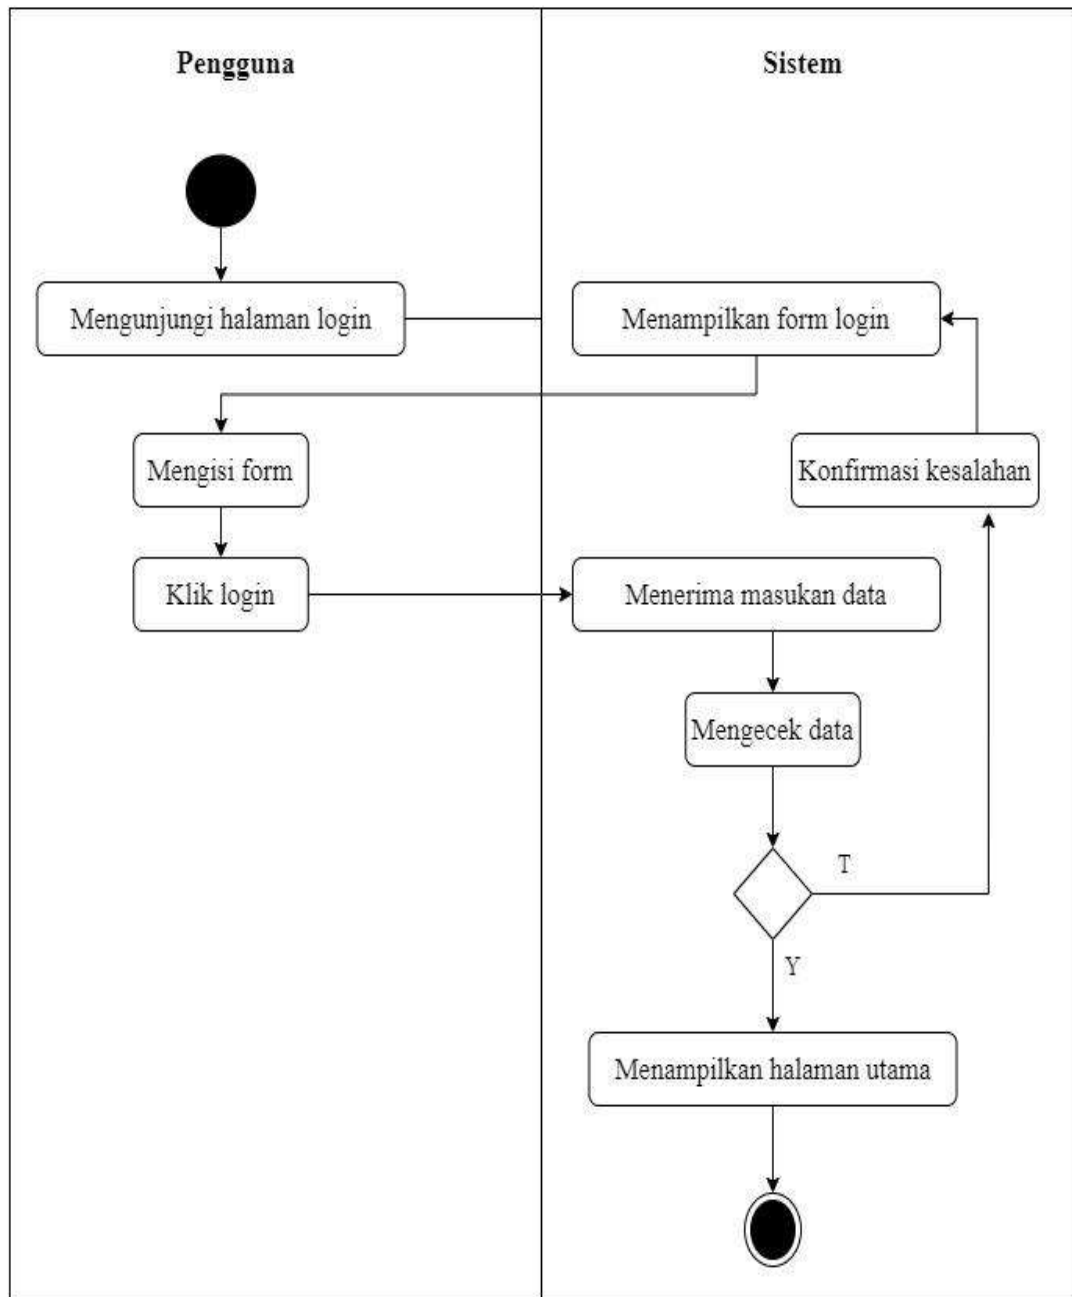 Pengguna
Sistem
Mengunjungi halaman login
Menampilkan form login
Mengisi form
Konfirmasi kesalahan
Klik login
Menerima masukan data
Mengecek data
T
Y
Menampilkan halaman utama